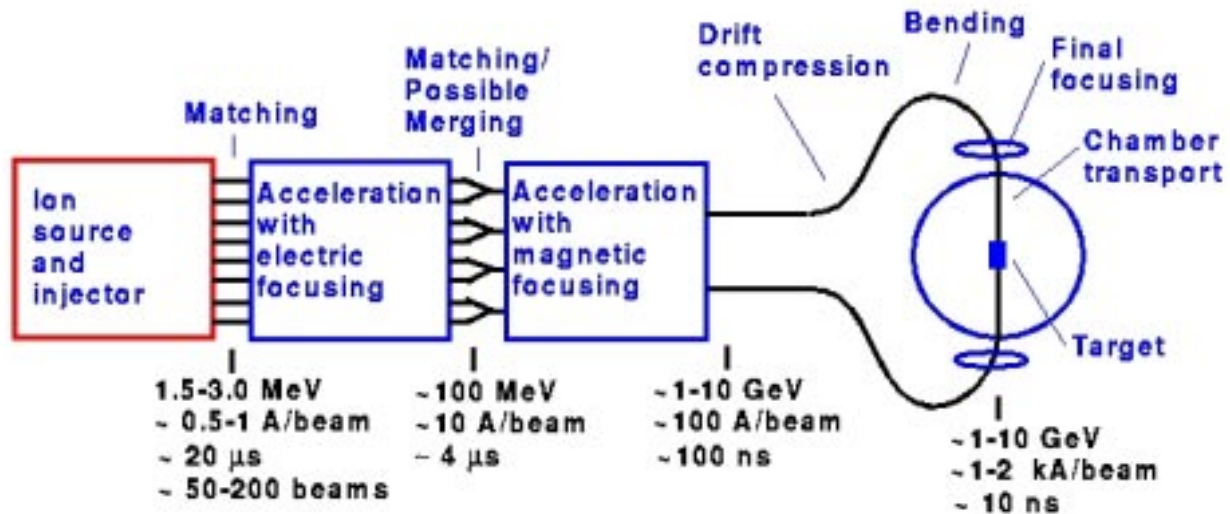 Matching
Matching/
Possible
Merging
Drift
compression
Bending
Final
focusing
Chamber
transport
Target
Ion
source
and
injector
Acceleration
with
electric
focusing
Acceleration
with
magnetic
focusing
1.5-3.0 MeV
~ 0.5-1 A/beam
~ 20 μs
~ 50-200 beams
~100 MeV
~10 A/beam
~ 4 μs
~1-10 GeV
~100 A/beam
~100 ns
~1-10 GeV
~1-2 kA/beam
~ 10 ns